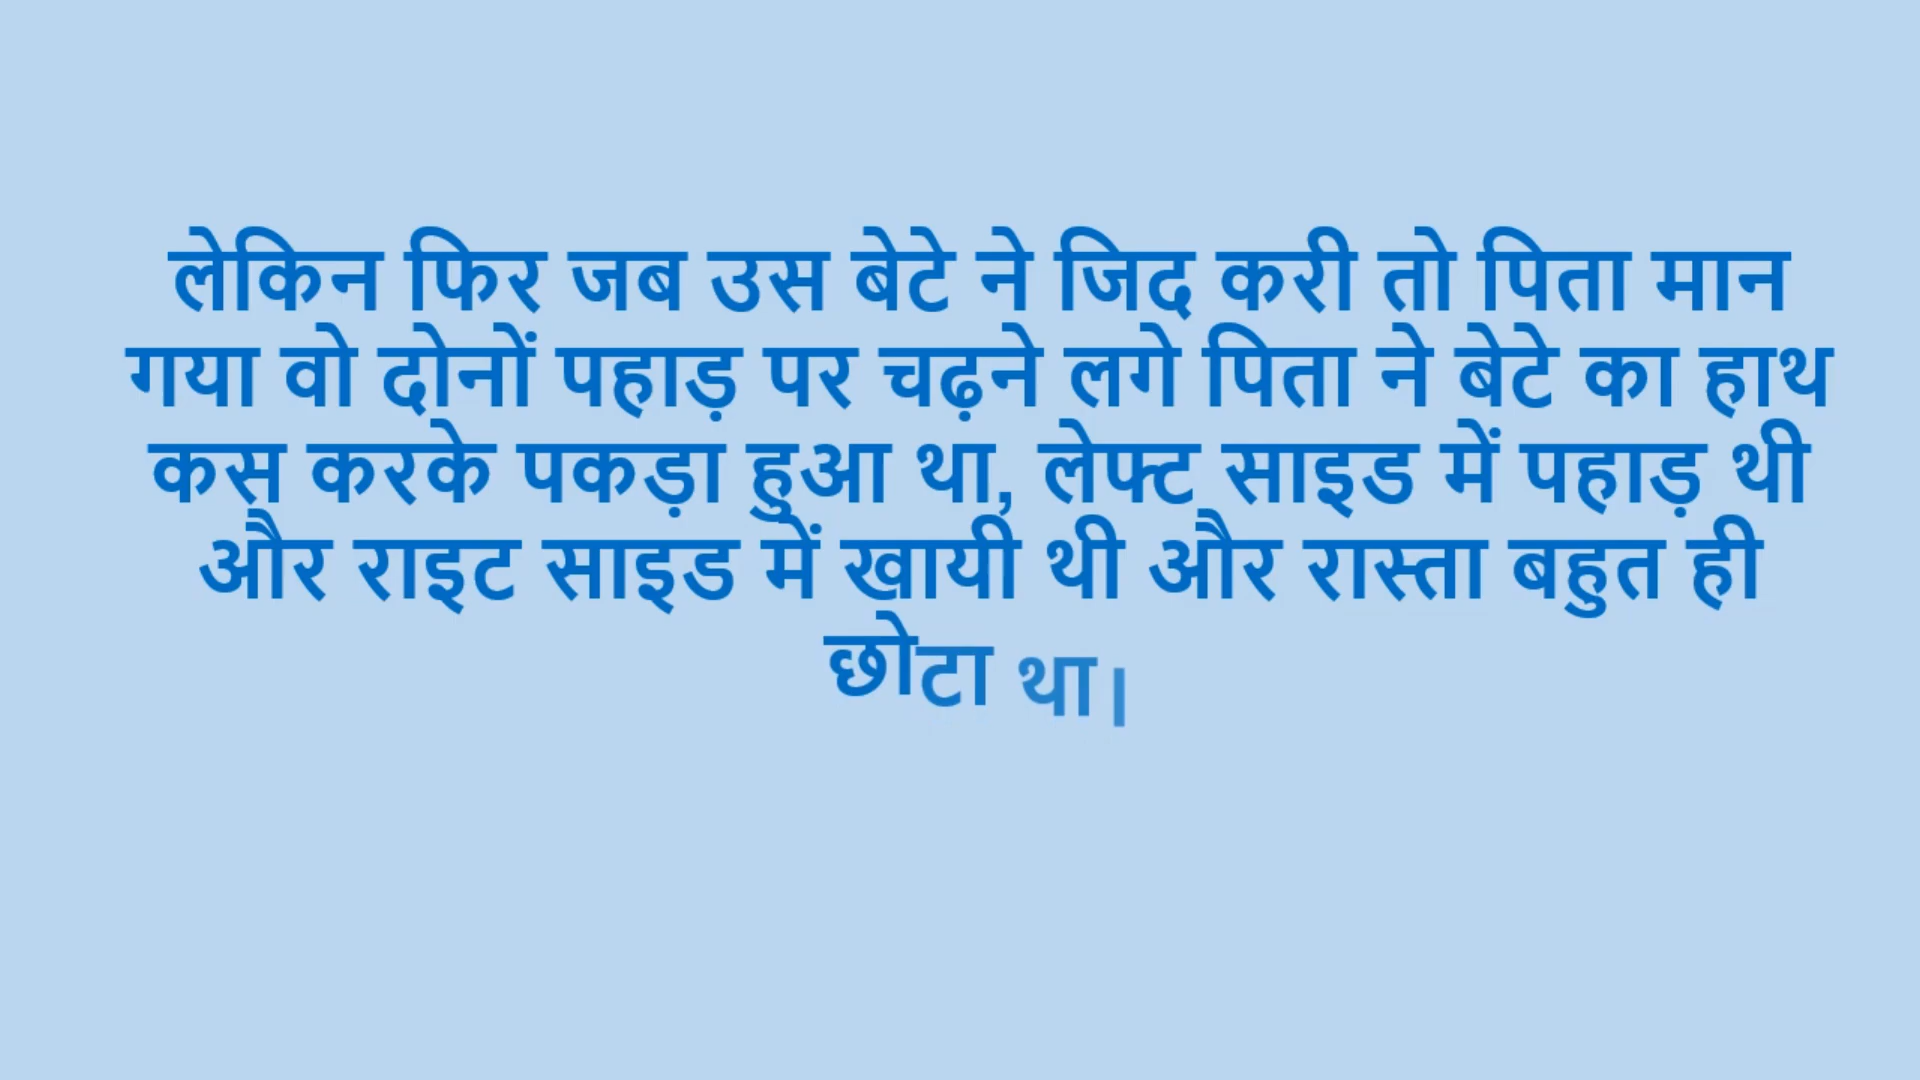 लेकिन फिर जब उस बेटे ने जिद करी तो पिता मान
गया वो दोनों पहाड़ पर चढ़ने लगे पिता ने बेटे का हाथ
कस करके पकड़ा हुआ था, लेफ्ट साइड में पहाड़ थी
और राइट साइड में खायी थी और रास्ता बहुत ही
छोटा था।